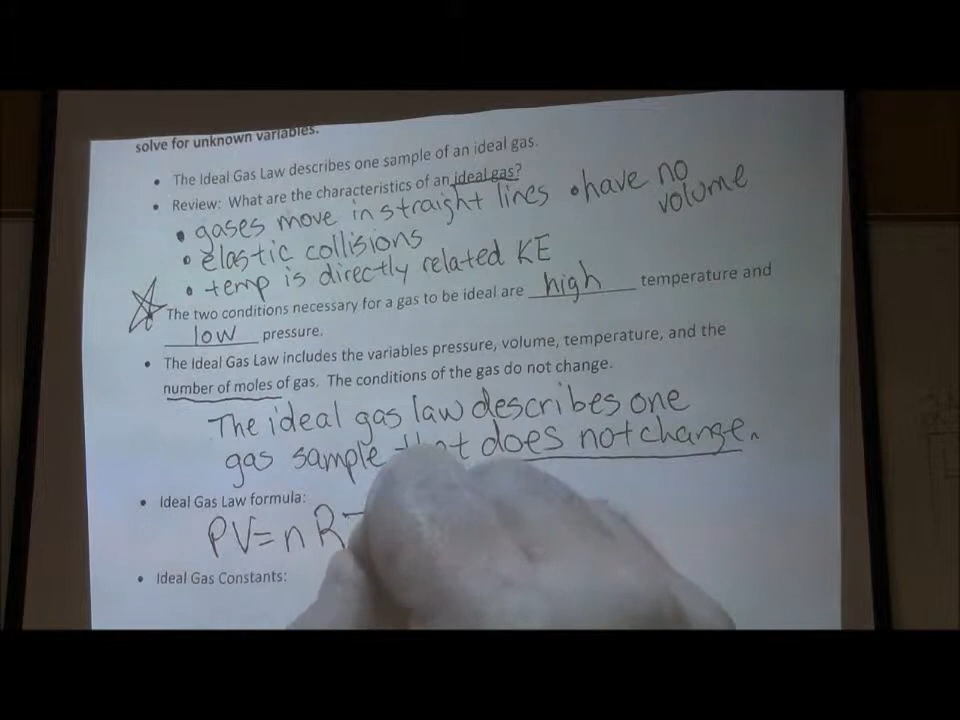 solve for unknown variables.
• The Ideal Gas Law describes one sample of an ideal gas.
• Review: What are the characteristics of an ideal gas?
• gases move in straight lines • have no volume
• elastic collisions
• temp is directly related KE
The two conditions necessary for a gas to be ideal are high temperature and
low pressure.
• The Ideal Gas Law includes the variables pressure, volume, temperature, and the
number of moles of gas. The conditions of the gas do not change.
The ideal gas law describes one
gas sample that does not change.
• Ideal Gas Law formula:
PV=nRT
• Ideal Gas Constants: